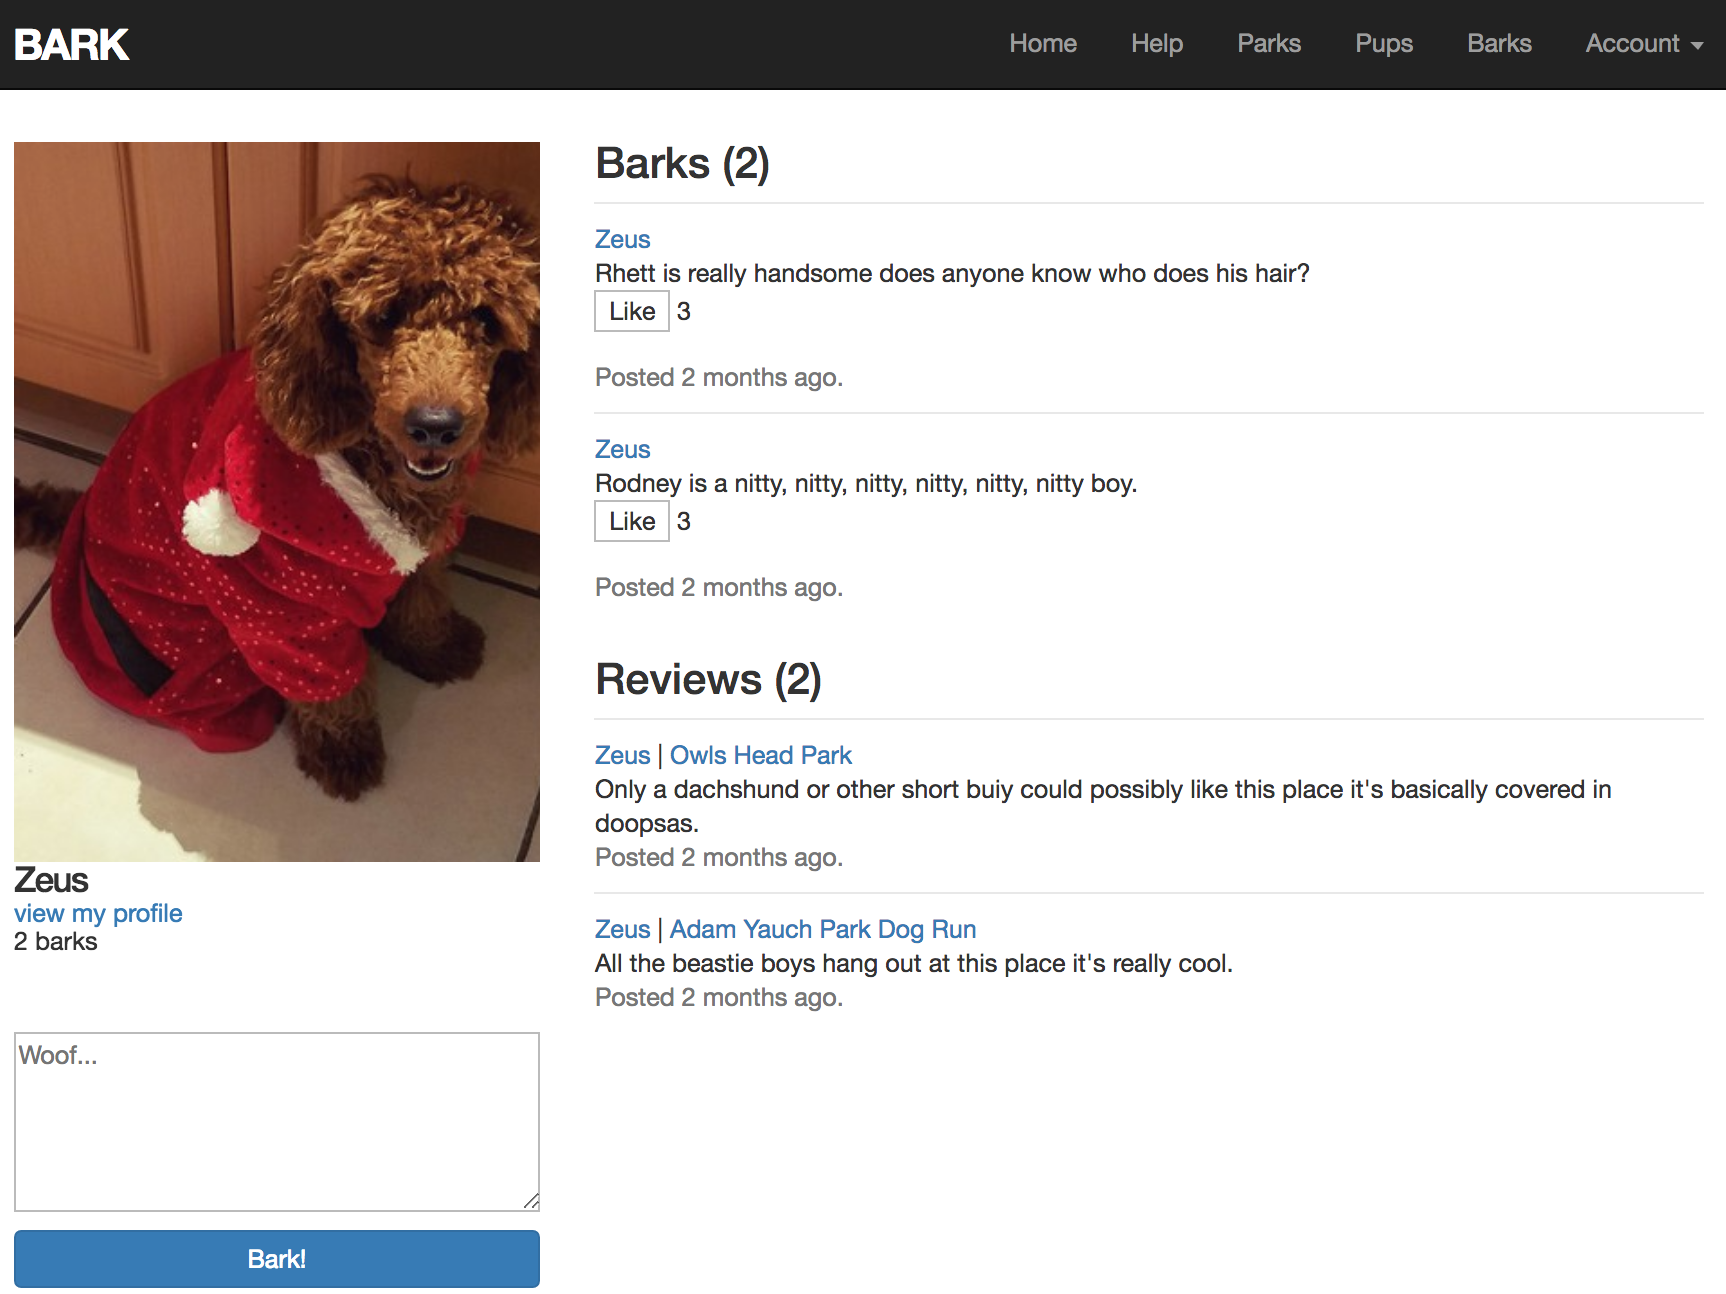 BARK
Home Help Parks Pups Barks Account
Zeus
view my profile
2 barks
Woof...
Bark!
Barks (2)
Zeus
Rhett is really handsome does anyone know who does his hair?
Like 3
Posted 2 months ago.
Zeus
Rodney is a nitty, nitty, nitty, nitty, nitty, nitty boy.
Like 3
Posted 2 months ago.
Reviews (2)
Zeus | Owls Head Park
Only a dachshund or other short buiy could possibly like this place it's basically covered in
doopsas.
Posted 2 months ago.
Zeus | Adam Yauch Park Dog Run
All the beastie boys hang out at this place it's really cool.
Posted 2 months ago.